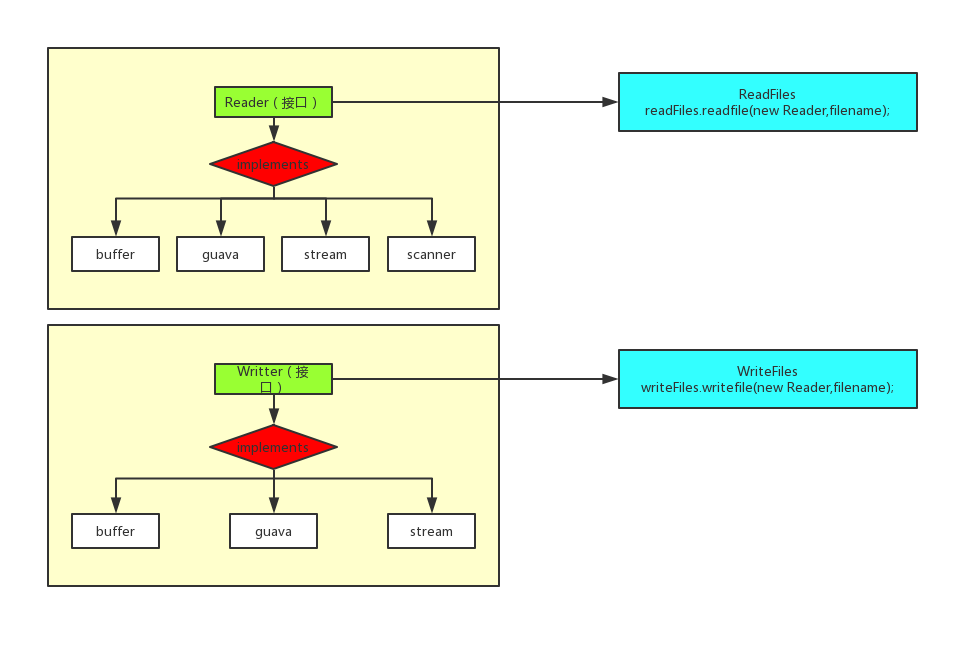 Reader（接口）
ReadFiles
readFiles.readfile(new Reader,filename);
implements
buffer
guava
stream
scanner
Writter（接
口）
WriteFiles
writeFiles.writefile(new Reader,filename);
implements
buffer
guava
stream